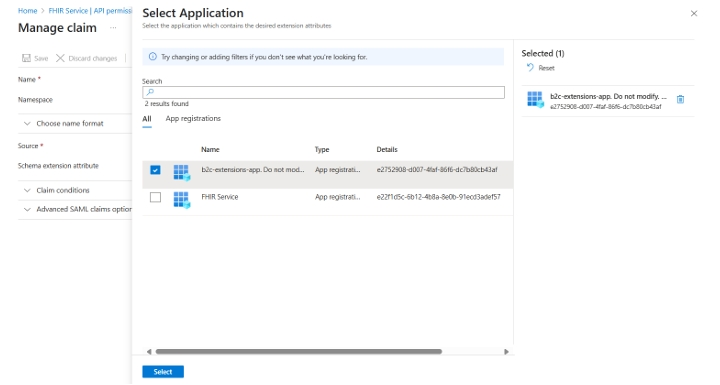 Home > FHIR Service | API permissi
Manage claim ...
Save Discard changes
Name *
Namespace
Choose name format
Source *
Schema extension attribute
Claim conditions
Advanced SAML claims option
Select Application
Select the application which contains the desired extension attributes
Try changing or adding filters if you don't see what you're looking for.
Search
2 results found
All App registrations
Name Type Details
b2c-extensions-app. Do not mod... App registrati... e2752908-d007-4faf-86f6-dc7b80cb43af
FHIR Service App registrati... e22f1d5c-6b12-4b8a-8e0b-91ecd3adef57
Select
Selected (1)
Reset
b2c-extensions-app. Do not modify. ...
e2752908-d007-4faf-86f6-dc7b80cb43af